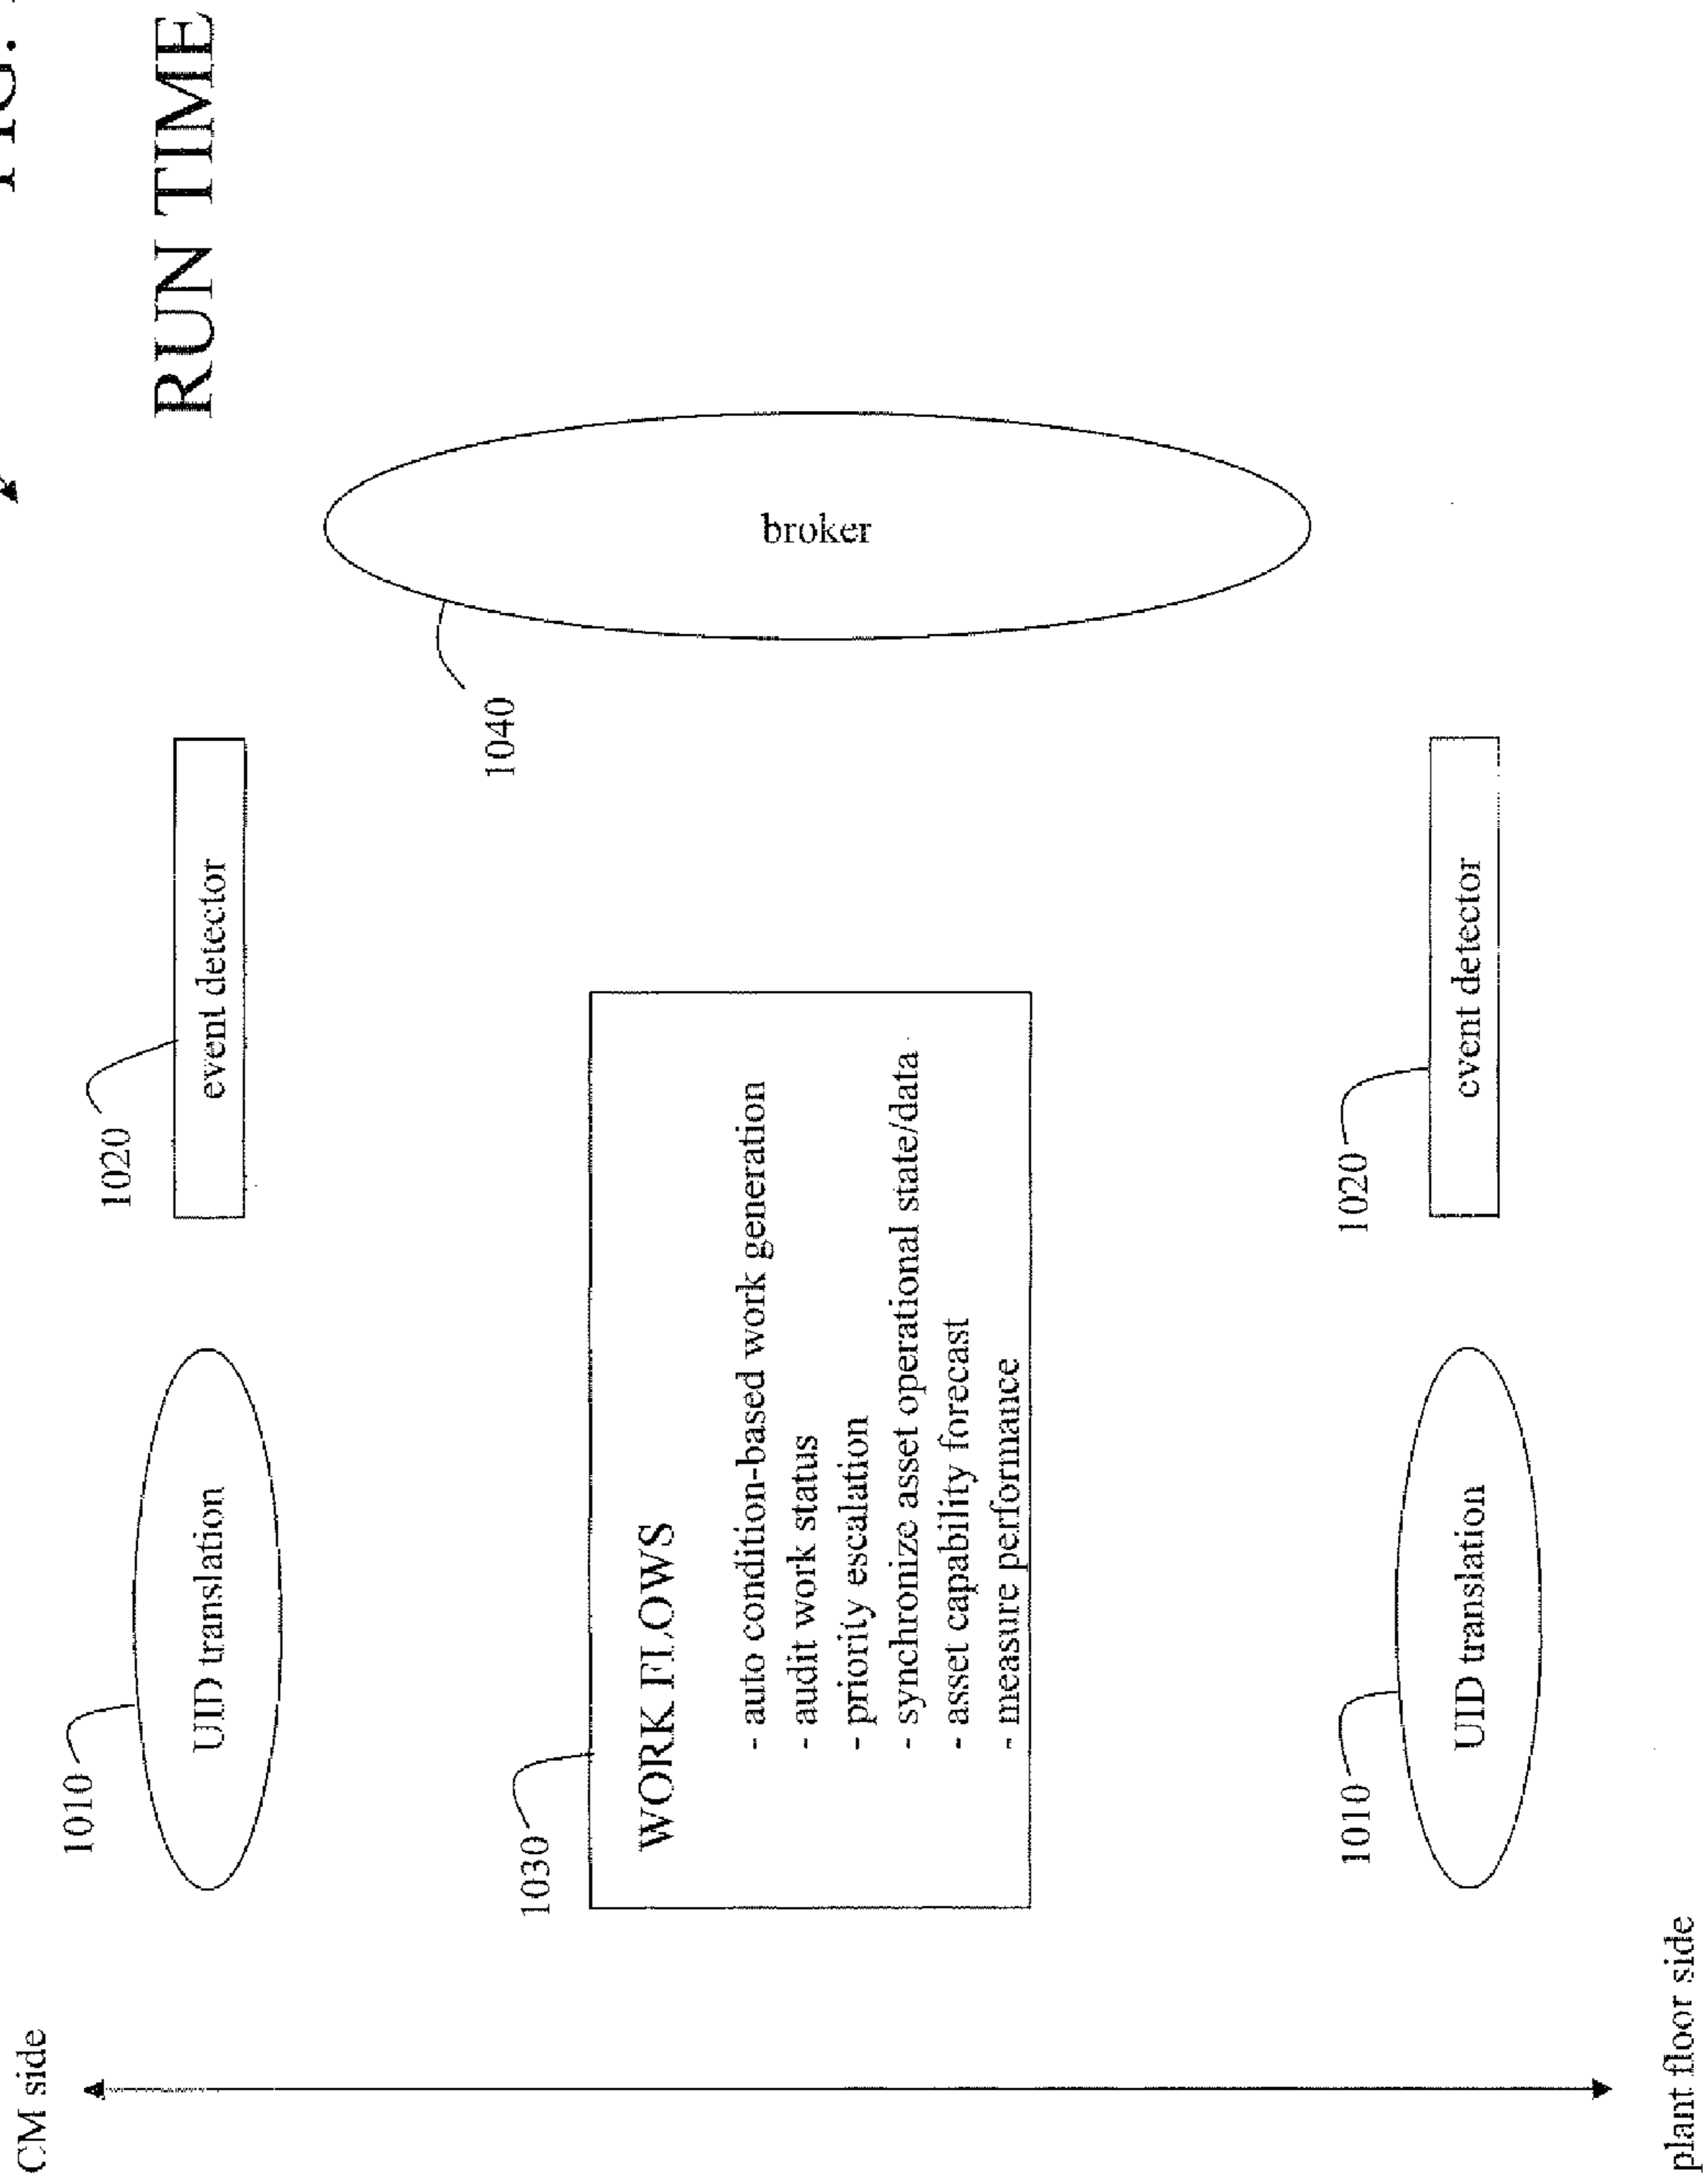 RUN TIME
CM side
1010
UID translation
1020
event detector
1030
WORK FLOWS
- auto condition-based work generation
- audit work status
- priority escalation
- synchronize asset operational state/data
- asset capability forecast
- measure performance
1040
broker
1010
UID translation
1020
event detector
plant floor side